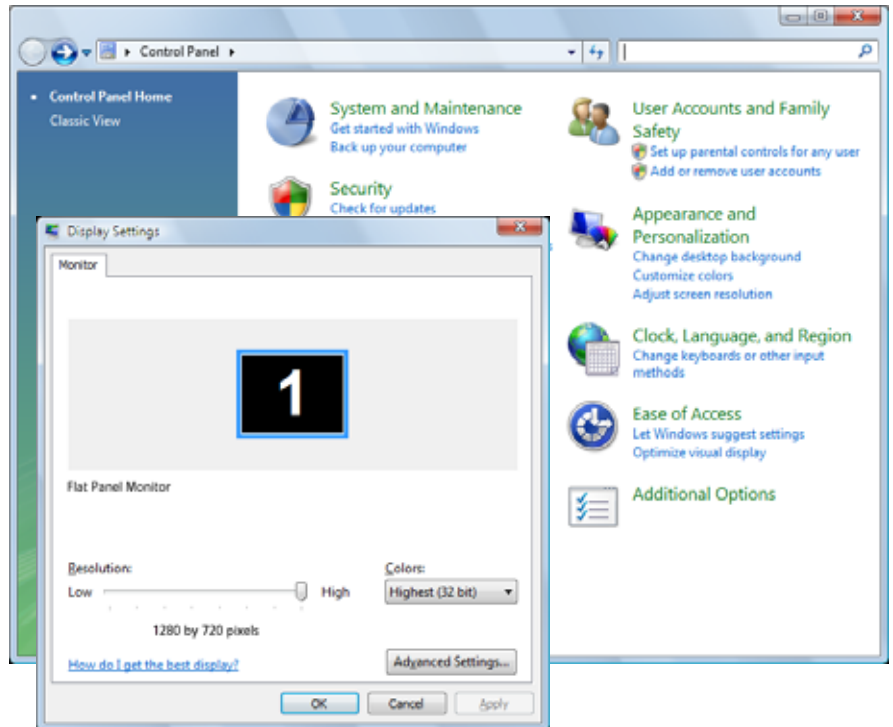 Control Panel
Control Panel Home
Classic View
System and Maintenance
Get started with Windows
Back up your computer
Security
Check for updates
User Accounts and Family
Safety
Set up parental controls for any user
Add or remove user accounts
Appearance and
Personalization
Change desktop background
Customize colors
Adjust screen resolution
Clock, Language, and Region
Change keyboards or other input
methods
Ease of Access
Let Windows suggest settings
Optimize visual display
Additional Options
Display Settings
Monitor
1
Flat Panel Monitor
Resolution:
Low High
1280 by 720 pixels
Colors:
Highest (32 bit)
How do I get the best display?
Advanced Settings...
OK Cancel Apply